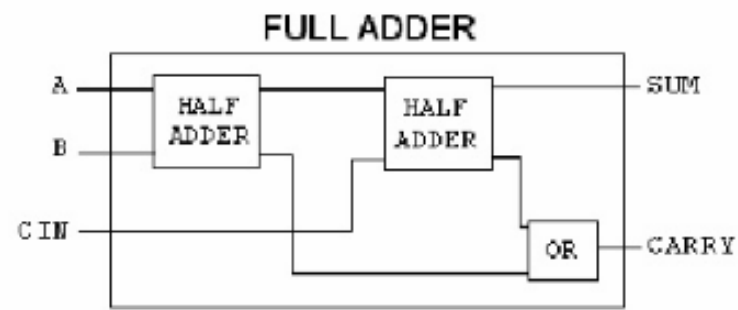 FULL ADDER
A
HALF
ADDER
HALF
ADDER
SUM
B
CIN
OR
CARRY